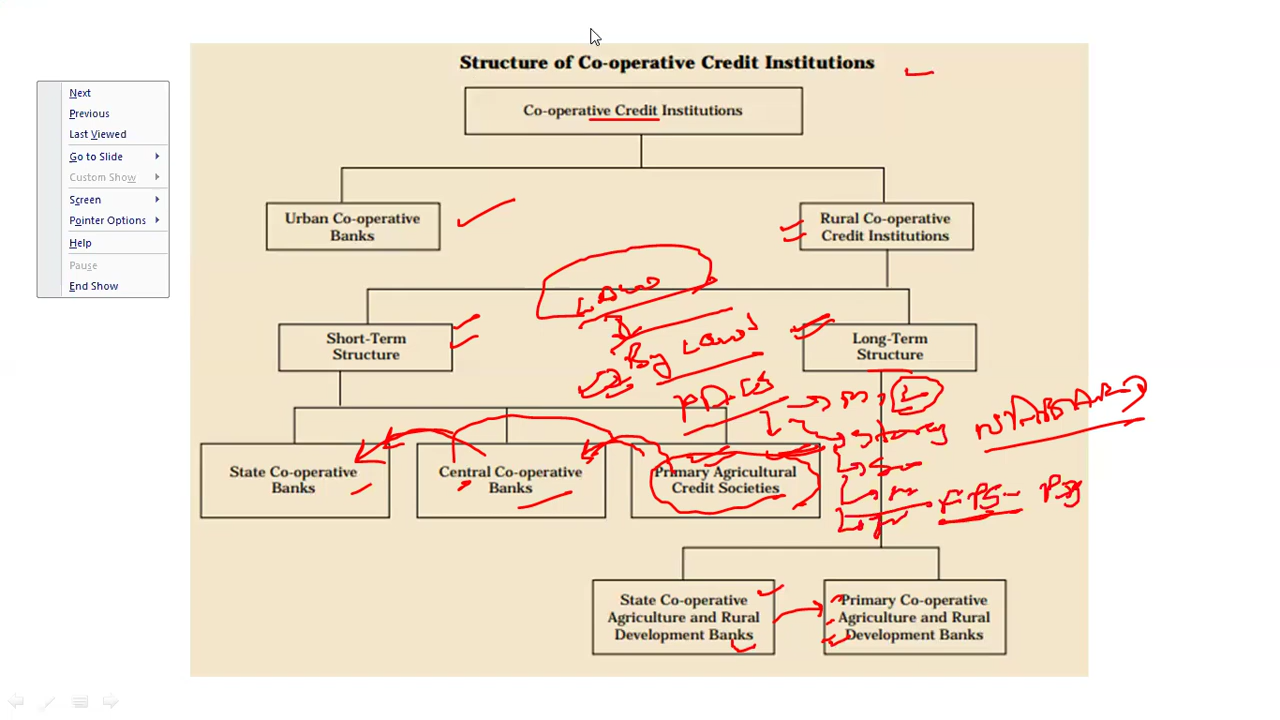 Structure of Co-operative Credit Institutions
Next
Previous
Last Viewed
Go to Slide
Custom Show
Screen
Pointer Options
Help
Pause
End Show
Co-operative Credit Institutions
Urban Co-operative
Banks
Rural Co-operative
Credit Institutions
Laws
By Laws
Short-Term
Structure
Long-Term
Structure
PACS
NABARD
State Co-operative
Banks
Central Co-operative
Banks
Primary Agricultural
Credit Societies
FPS-
State Co-operative
Agriculture and Rural
Development Banks
Primary Co-operative
Agriculture and Rural
Development Banks